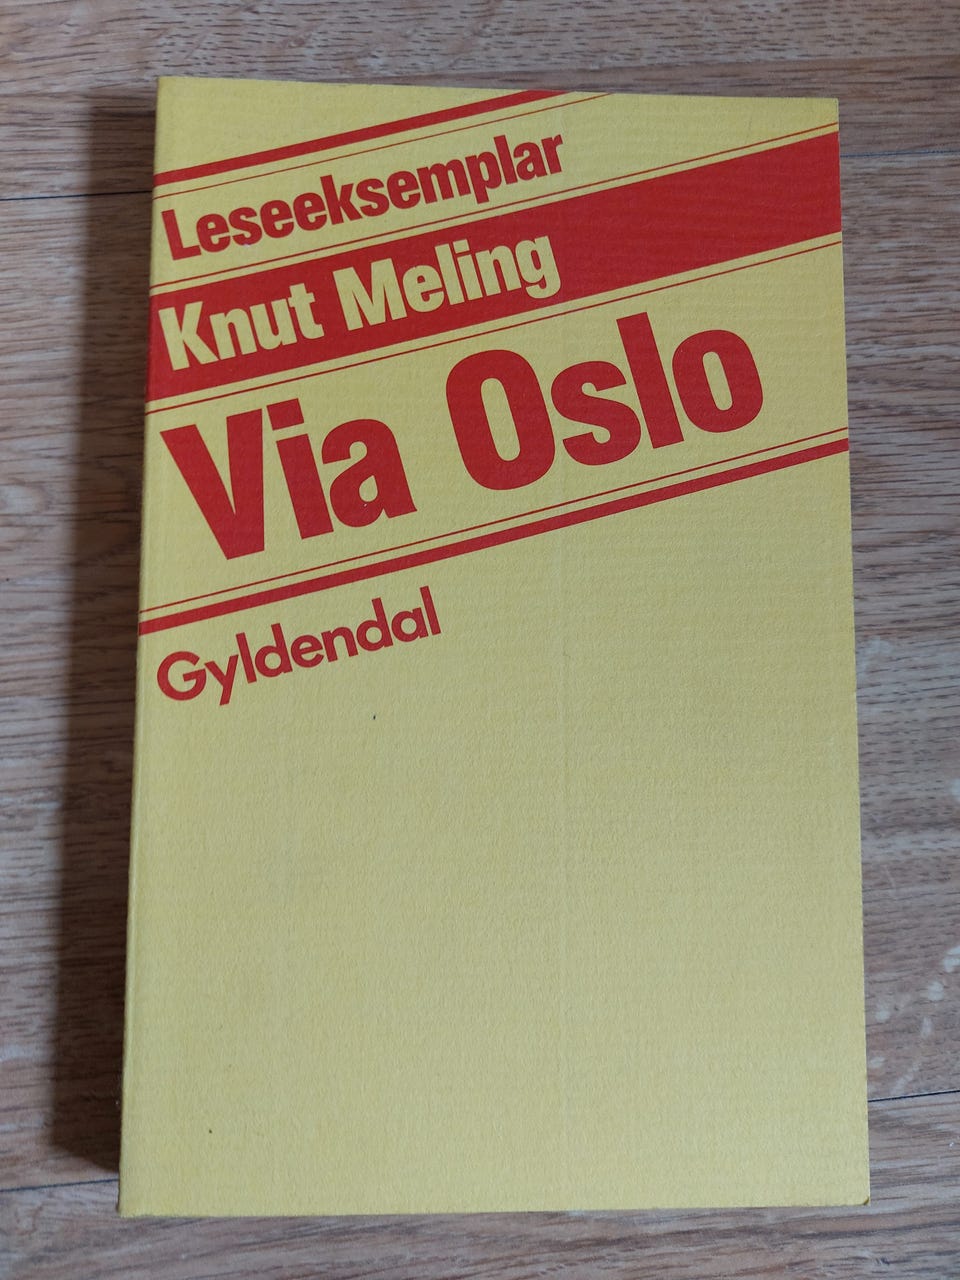 Leseeksemplar
Knut Meling
Via Oslo
Gyldendal